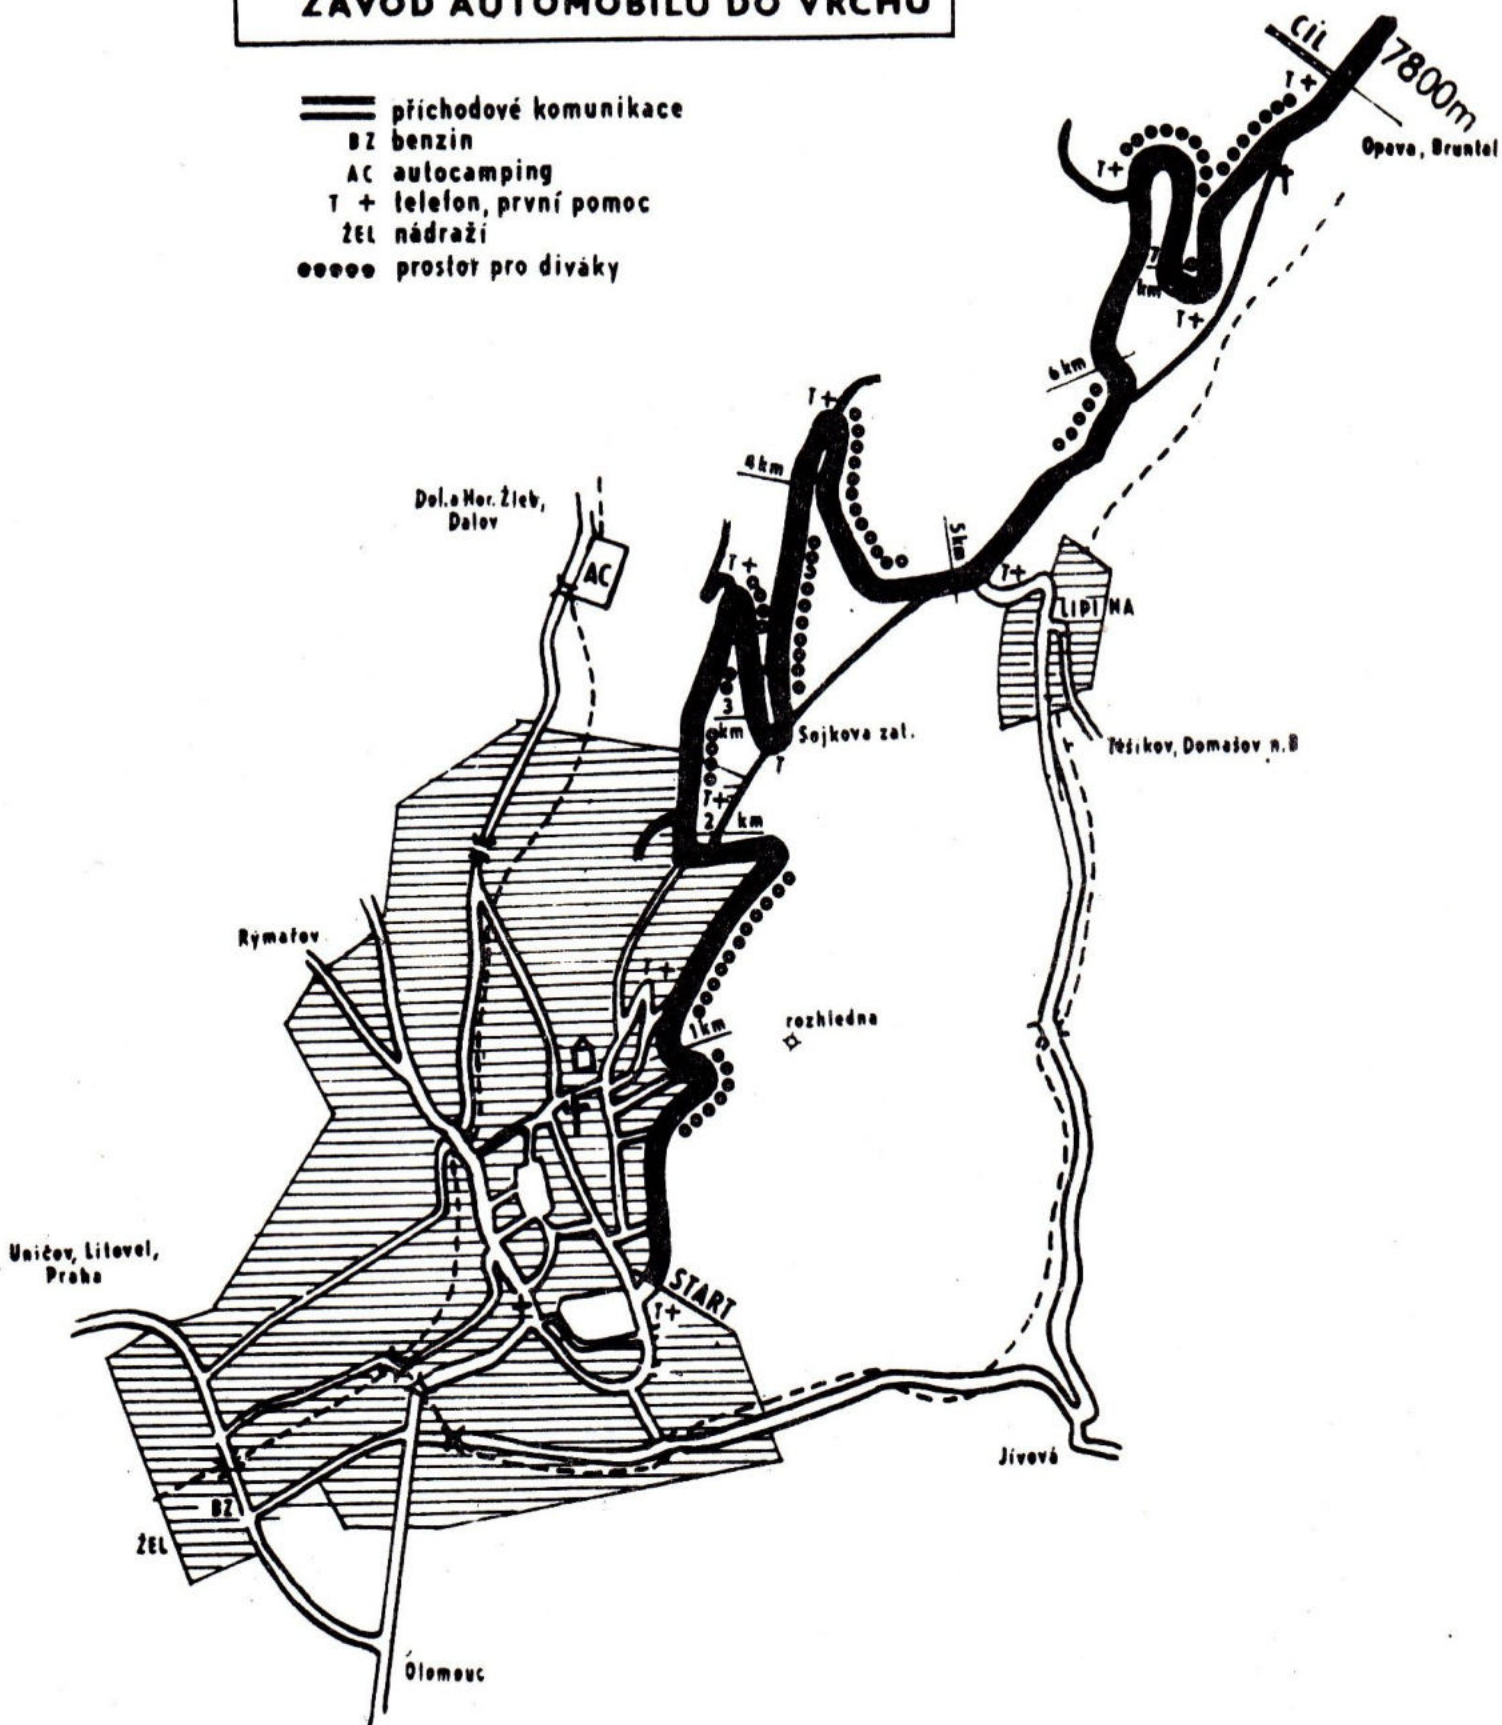 ZÁVOD AUTOMOBILŮ DO VRCHU
příchodové komunikace
BZ benzin
AC autocamping
T + telefon, první pomoc
ŽEL nádraží
prostor pro diváky
CÍL
7800m
T+
Opava, Bruntál
T+
7
km
T+
6 km
T+
4 km
Dol. a Hor. Žleb,
Dalov
AC
T+
5 km
T+
LIPINA
3
km
Sojkova zat.
T
Těšíkov, Domašov n.B
T+
2 km
Rýmařov
T+
1 km
rozhledna
Uničov, Litovel,
Praha
START
T+
Jívová
BZ
ŽEL
Olomouc